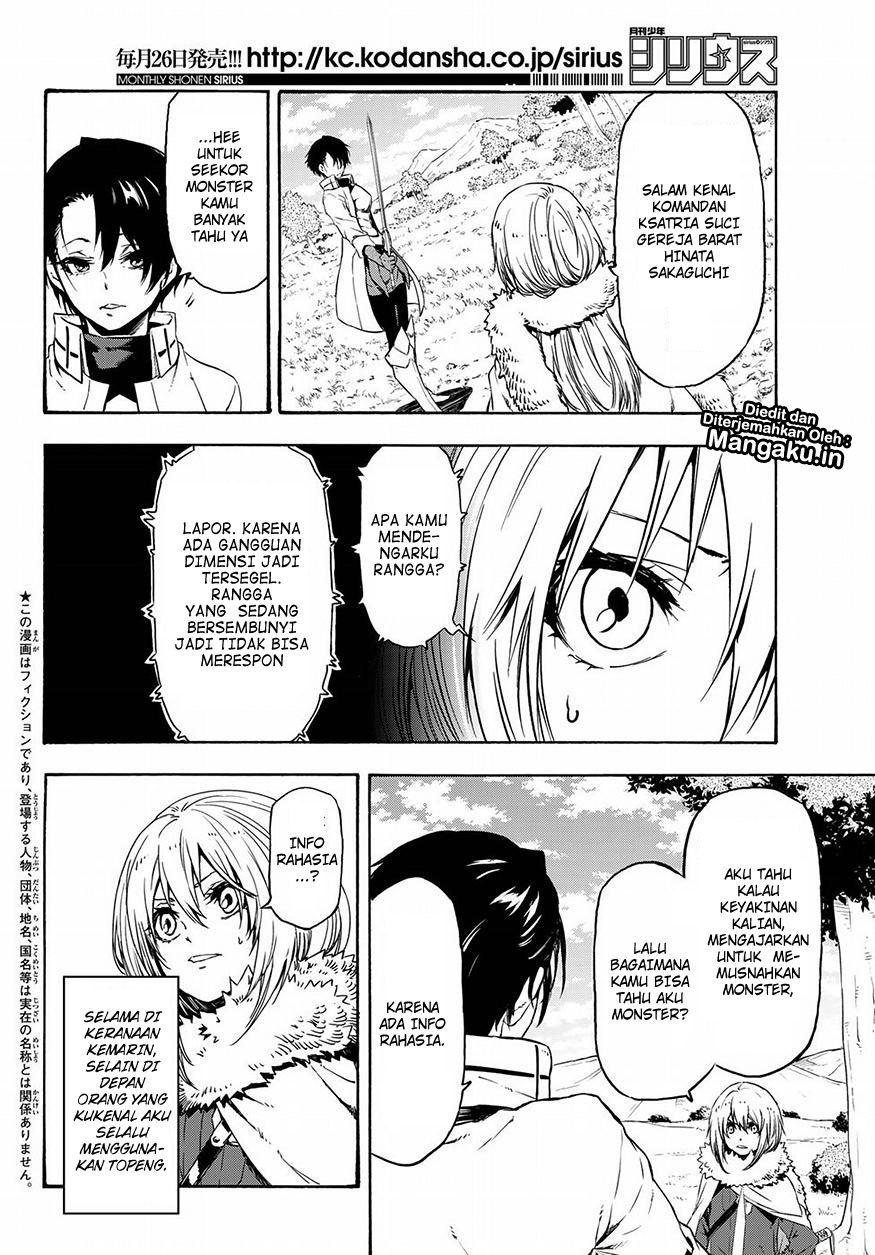 毎月26日発売!!! http://kc.kodansha.co.jp/sirius
MONTHLY SHONEN SIRIUS
月刊少年
シリウス
SALAM KENAL
KOMANDAN
KSATRIA SUCI
GEREJA BARAT
HINATA
SAKAGUCHI
...HEE
UNTUK
SEEKOR
MONSTER
KAMU
BANYAK
TAHU YA
Diedit dan
Diterjemahkan Oleh :
Mangaku.in
APA KAMU
MENDE-
NGARKU
RANGGA?
LAPOR. KARENA
ADA GANGGUAN
DIMENSI JADI
TERSEGEL.
RANGGA
YANG SEDANG
BERSEMBUNYI
JADI TIDAK BISA
MERESPON
AKU TAHU
KALAU
KEYAKINAN
KALIAN,
MENGAJARKAN
UNTUK ME-
MUSNAHKAN
MONSTER,
LALU
BAGAIMANA
KAMU BISA
TAHU AKU
MONSTER?
KARENA
ADA INFO
RAHASIA.
INFO
RAHASIA
...?
SELAMA DI
KERANAAN
KEMARIN,
SELAIN DI
DEPAN
ORANG YANG
KUKENAL AKU
SELALU
MENGGUNA-
KAN TOPENG.
★この漫画はフィクションであり、登場する人物、団体、地名、国名等は実在の名称とは関係ありません。